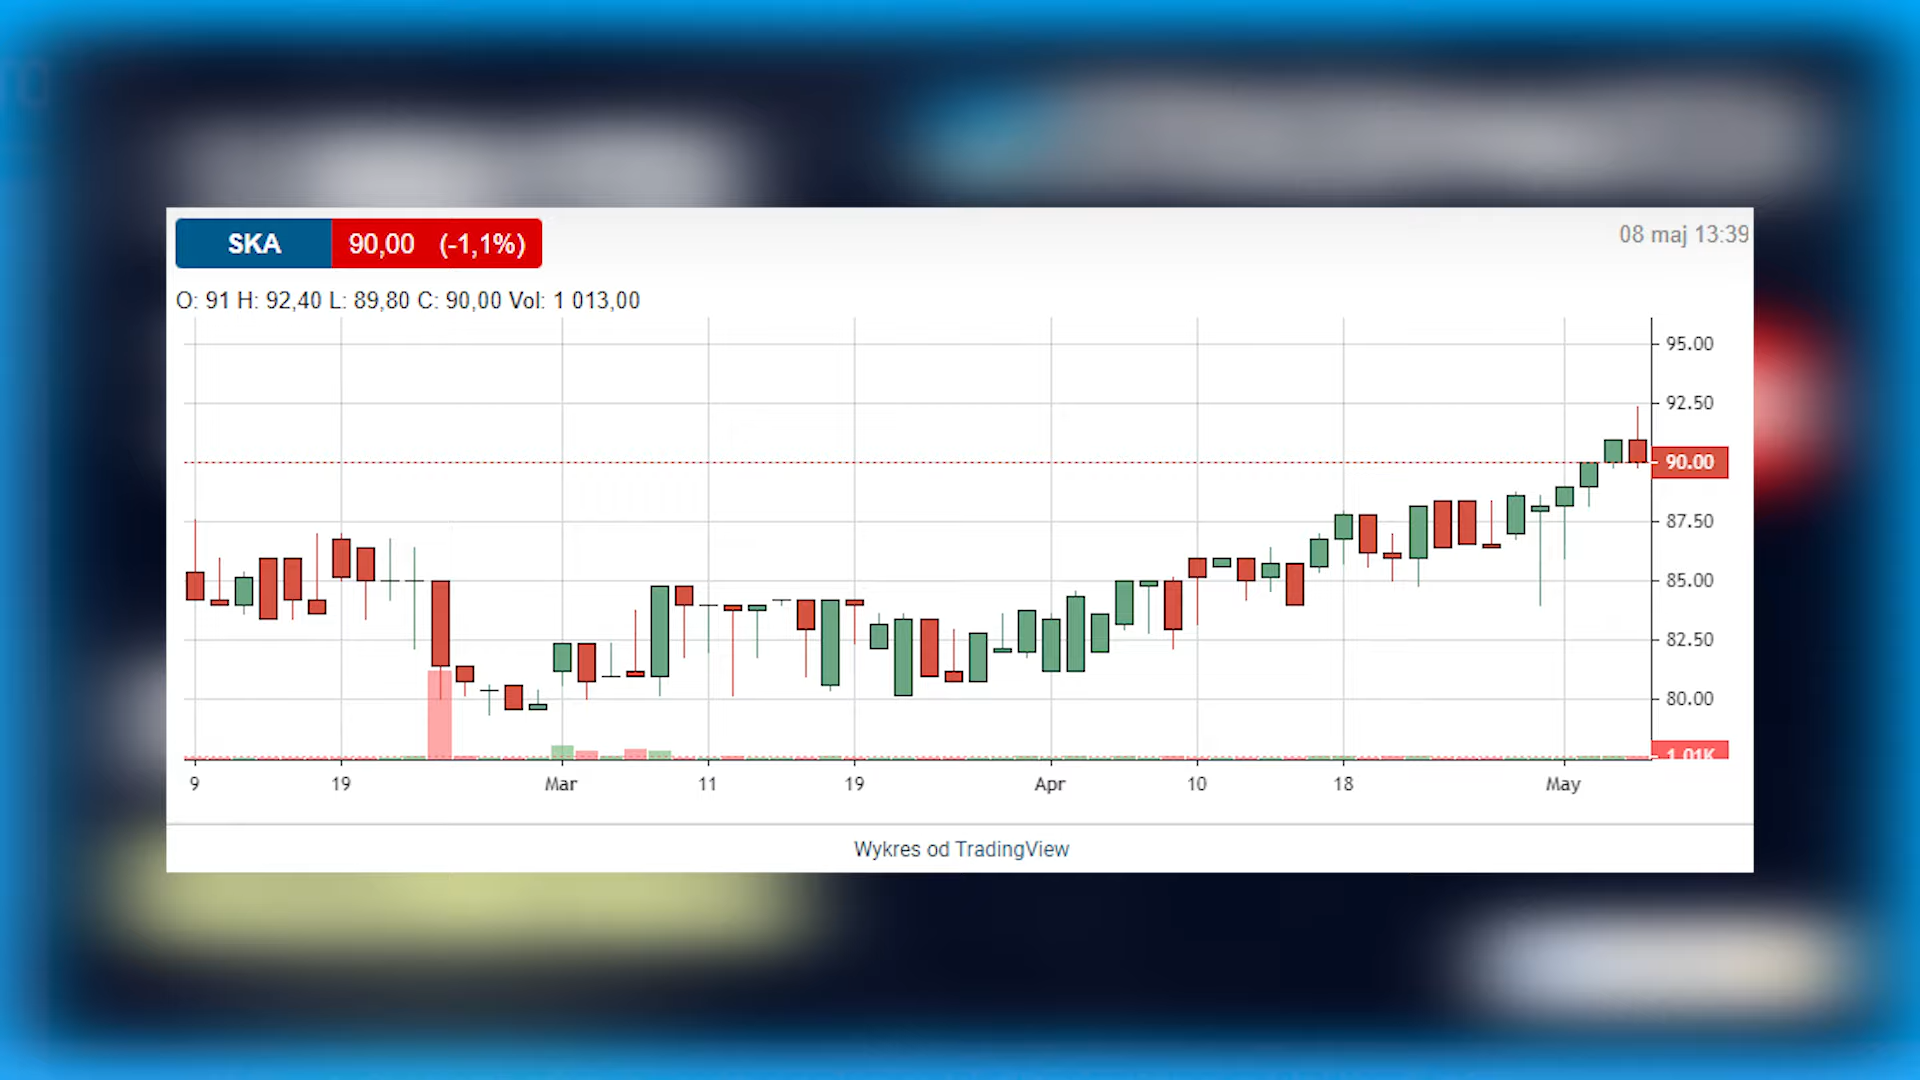 SKA 90,00 (-1,1%)
08 maj 13:39
O: 91 H: 92,40 L: 89,80 C: 90,00 Vol: 1 013,00
95.00
92.50
90.00
87.50
85.00
82.50
80.00
1.01K
9 19 Mar 11 19 Apr 10 18 May
Wykres od TradingView